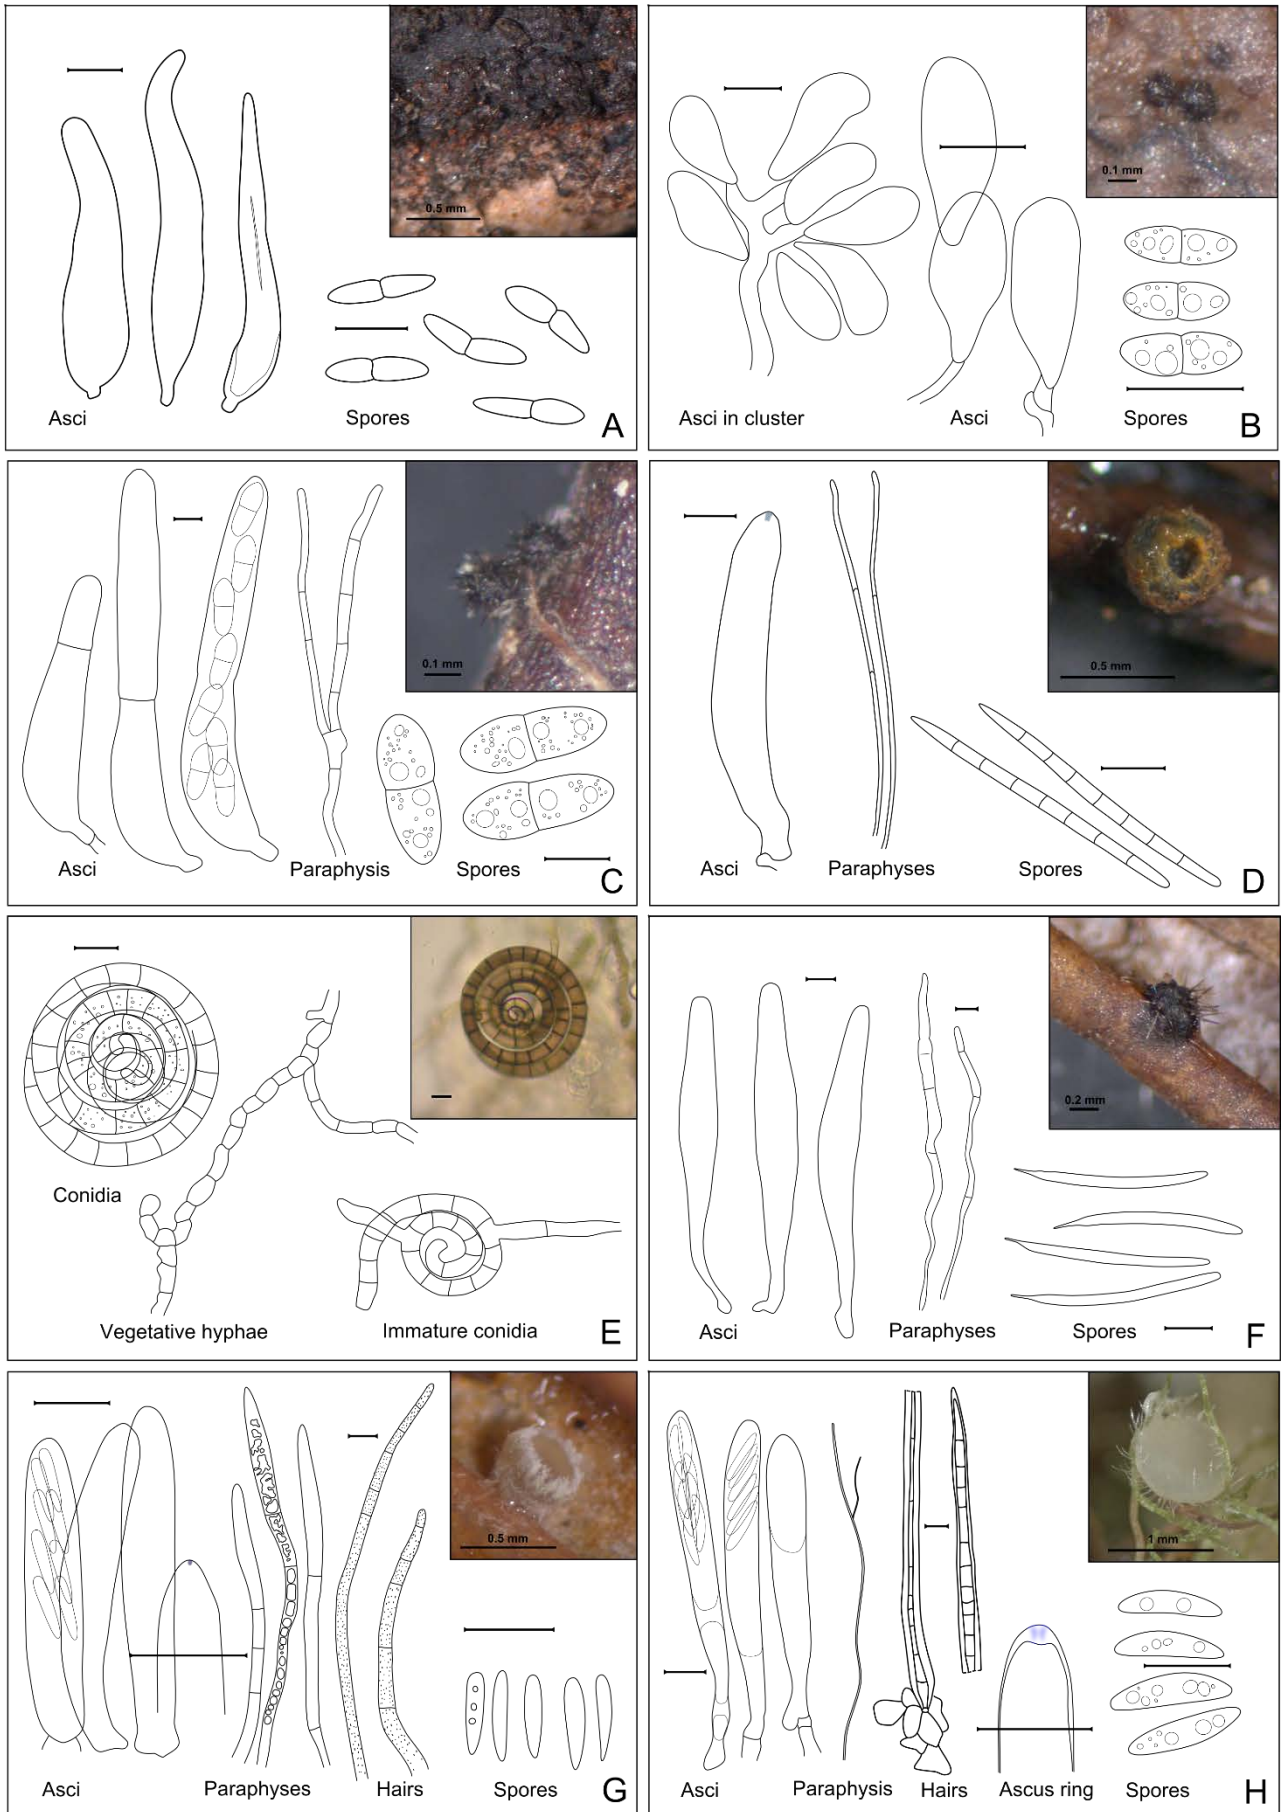 0.5 mm
Asci
Spores
A
0.1 mm
Asci in cluster
Asci
Spores
B
0.1 mm
Asci
Paraphysis
Spores
C
0.5 mm
Asci
Paraphyses
Spores
D
Conidia
Vegetative hyphae
Immature conidia
E
0.2 mm
Asci
Paraphyses
Spores
F
0.5 mm
Asci
Paraphyses
Hairs
Spores
G
1 mm
Asci
Paraphysis
Hairs
Ascus ring
Spores
H